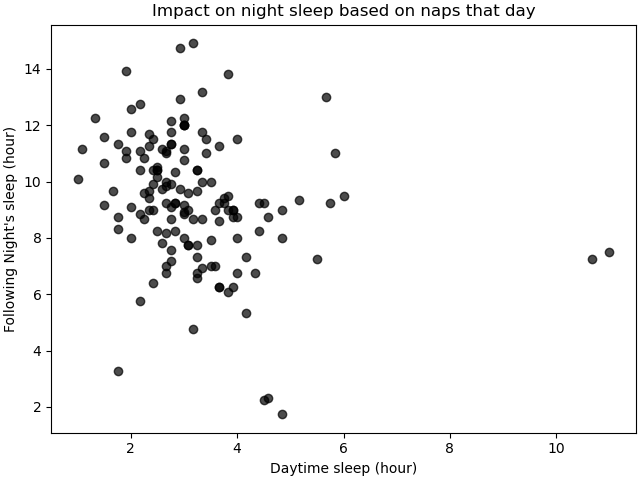 Impact on night sleep based on naps that day
Following Night's sleep (hour)
14
12
10
8
6
4
2
2 4 6 8 10
Daytime sleep (hour)